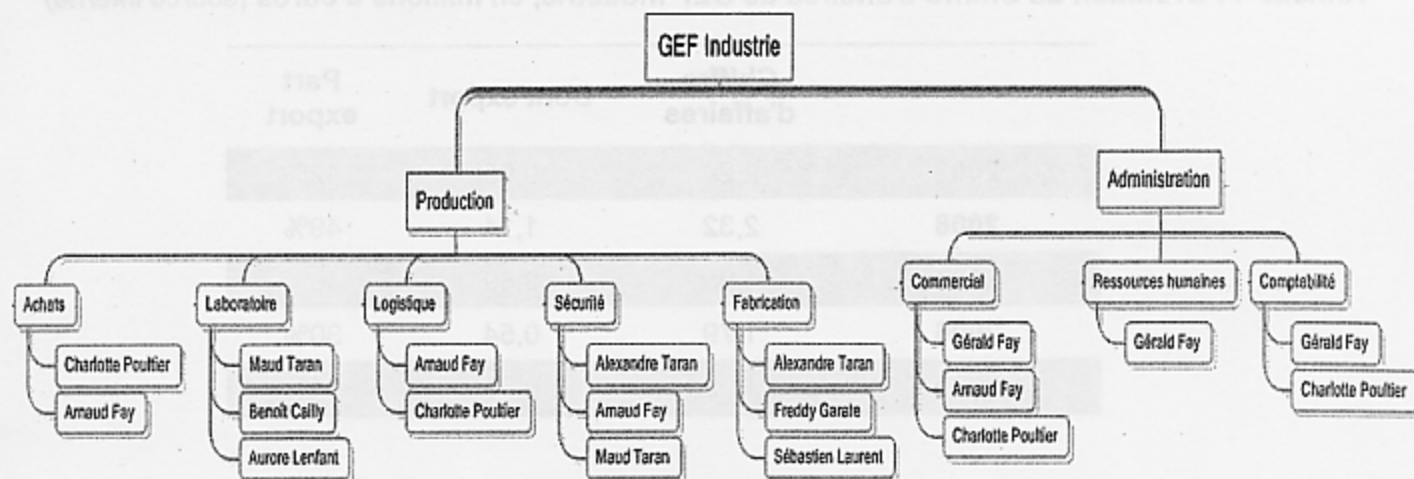 GEF Industrie
Production
Administration
Achats
Charlotte Poultier
Arnaud Fay
Laboratoire
Maud Taran
Benoît Cailly
Aurore Lenfant
Logistique
Arnaud Fay
Charlotte Poultier
Sécurité
Alexandre Taran
Arnaud Fay
Maud Taran
Fabrication
Alexandre Taran
Freddy Garate
Sébastien Laurent
Commercial
Gérald Fay
Arnaud Fay
Charlotte Poultier
Ressources humaines
Gérald Fay
Comptabilité
Gérald Fay
Charlotte Poultier